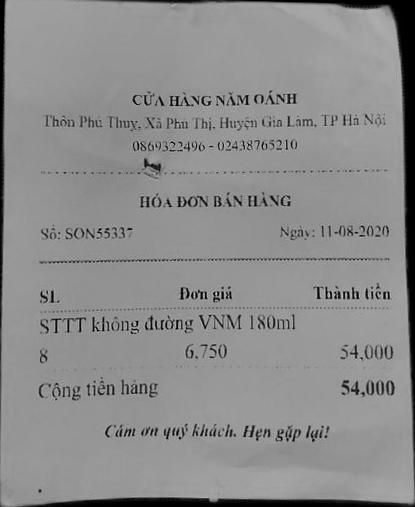 CỬA HÀNG NĂM OÁNH
Thôn Phú Thuỵ, Xã Phú Thị, Huyện Gia Lâm, TP Hà Nội
0869322496 - 02438765210
HÓA ĐƠN BÁN HÀNG
Số: SON55337 Ngày: 11-08-2020
SL Đơn giá Thành tiền
STTT không đường VNM 180ml
8 6,750 54,000
Cộng tiền hàng 54,000
Cám ơn quý khách. Hẹn gặp lại!